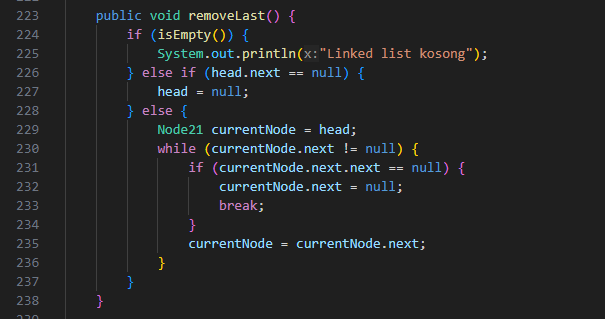 223 public void removeLast() {
224 if (isEmpty()) {
225 System.out.println(x:"Linked list kosong");
226 } else if (head.next == null) {
227 head = null;
228 } else {
229 Node21 currentNode = head;
230 while (currentNode.next != null) {
231 if (currentNode.next.next == null) {
232 currentNode.next = null;
233 break;
234 }
235 currentNode = currentNode.next;
236 }
237 }
238 }